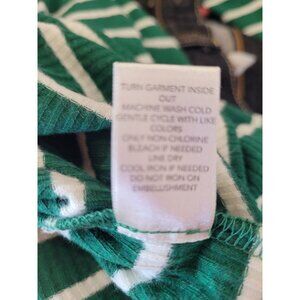 TURN GARMENT INSIDE
OUT
MACHINE WASH COLD
GENTLE CYCLE WITH LIKE
COLORS
ONLY NON-CHLORINE
BLEACH IF NEEDED
LINE DRY
COOL IRON IF NEEDED
DO NOT IRON ON
EMBELLISHMENT